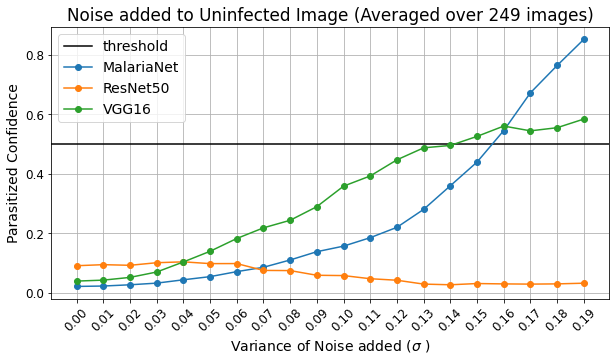 Noise added to Uninfected Image (Averaged over 249 images)
threshold
MalariaNet
ResNet50
VGG16
Parasitized Confidence
0.8
0.6
0.4
0.2
0.0
0.00 0.01 0.02 0.03 0.04 0.05 0.06 0.07 0.08 0.09 0.10 0.11 0.12 0.13 0.14 0.15 0.16 0.17 0.18 0.19
Variance of Noise added (σ )